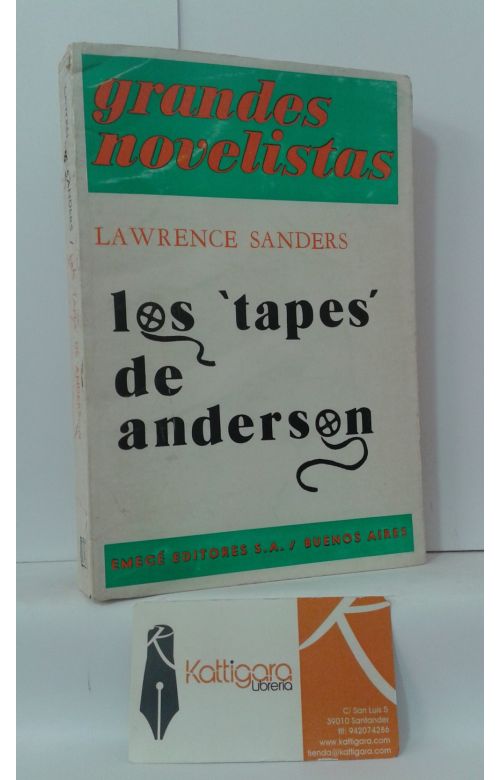 grandes
novelistas
LAWRENCE SANDERS
los 'tapes'
de
anderson
EMECÉ EDITORES S.A. / BUENOS AIRES
Kattigara
Librería
C/ San Luis 5
39010 Santander
tlf: 942074286
www.kattigara.com
tienda@kattigara.com